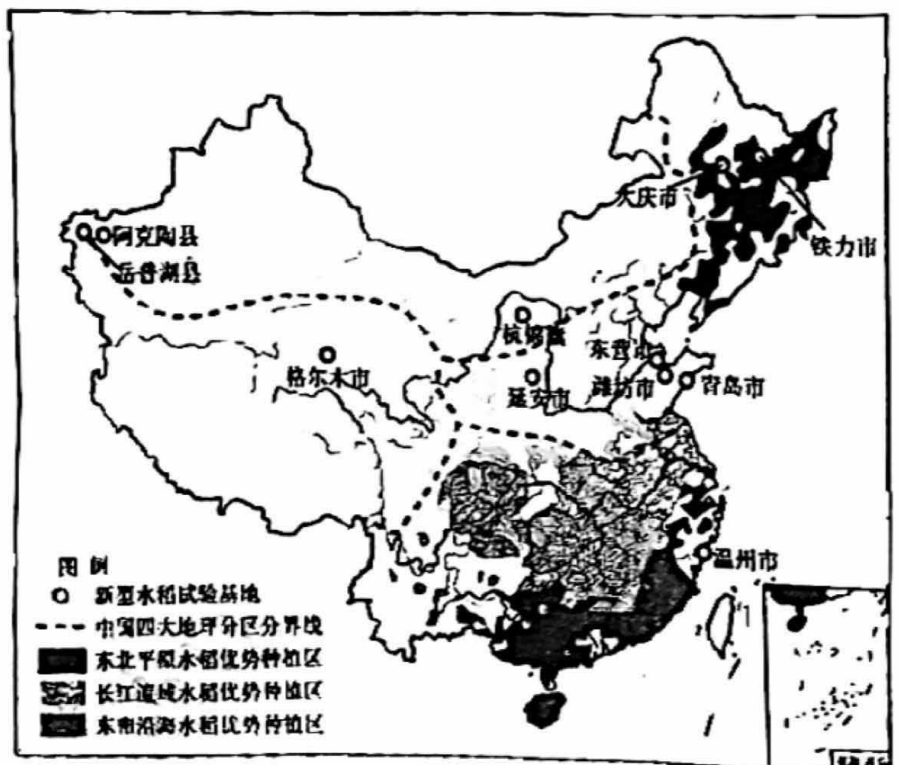 大庆市
铁力市
阿克陶县
岳普湖县
杭锦旗
东营市
格尔木市
延安市
潍坊市
青岛市
温州市
图例
新型水稻试验基地
中国四大地理分区分界线
东北平原水稻优势种植区
长江流域水稻优势种植区
东南沿海水稻优势种植区